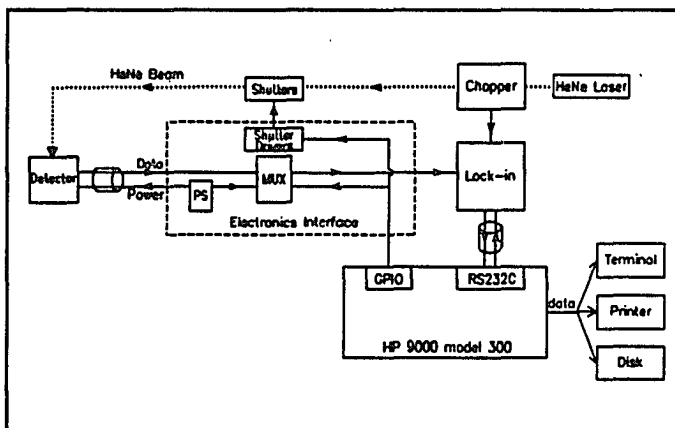 HeNe Beam
Shutters
Chopper
HeNe Laser
Shutter
Drivers
Detector
Data
Power
PS
MUX
Lock-in
Electronics Interface
GPIO
RS232C
data
HP 9000 model 300
Terminal
Printer
Disk